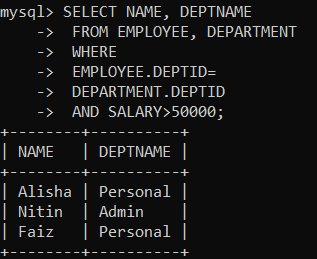 mysql> SELECT NAME, DEPTNAME
    ->  FROM EMPLOYEE, DEPARTMENT
    ->  WHERE
    ->  EMPLOYEE.DEPTID=
    ->  DEPARTMENT.DEPTID
    ->  AND SALARY>50000;
+--------+----------+
| NAME   | DEPTNAME |
+--------+----------+
| Alisha | Personal |
| Nitin  | Admin    |
| Faiz   | Personal |
+--------+----------+